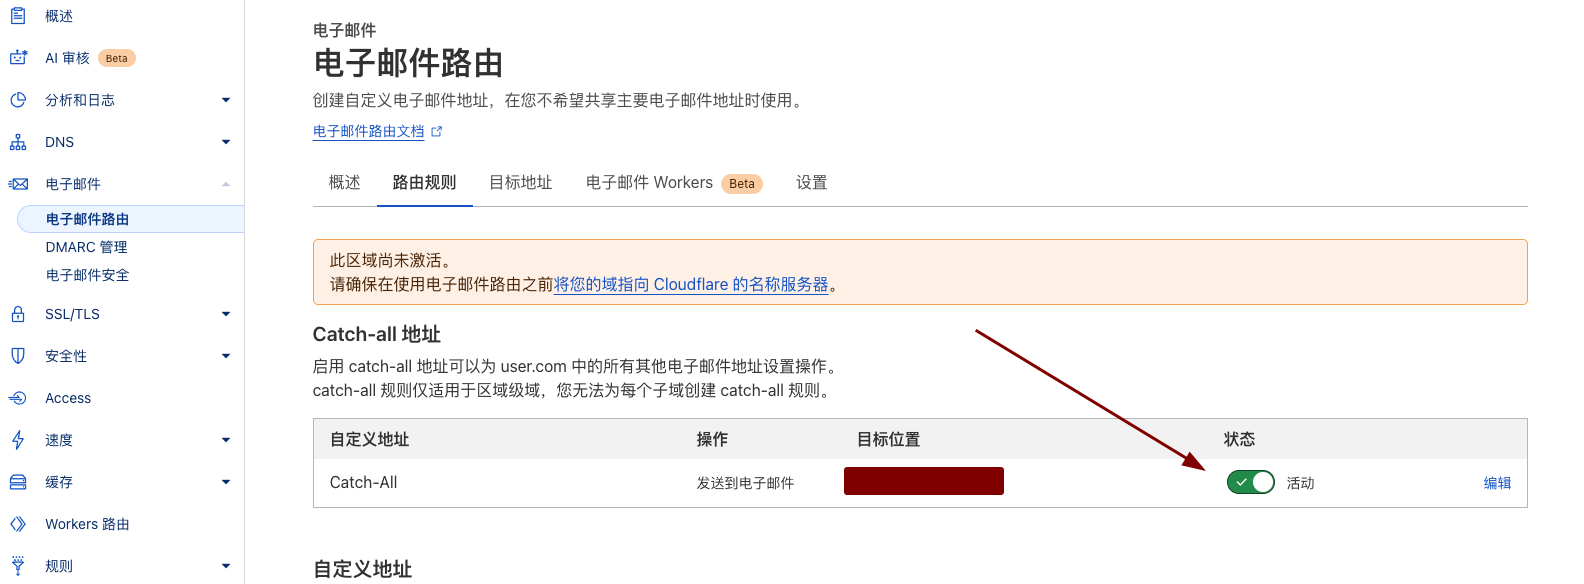 概述
AI 审核 Beta
分析和日志
DNS
电子邮件
电子邮件路由
DMARC 管理
电子邮件安全
SSL/TLS
安全性
Access
速度
缓存
Workers 路由
规则
电子邮件
电子邮件路由
创建自定义电子邮件地址，在您不希望共享主要电子邮件地址时使用。
电子邮件路由文档
概述 路由规则 目标地址 电子邮件 Workers Beta 设置
此区域尚未激活。
请确保在使用电子邮件路由之前将您的域指向 Cloudflare 的名称服务器。
Catch-all 地址
启用 catch-all 地址可以为 user.com 中的所有其他电子邮件地址设置操作。
catch-all 规则仅适用于区域级域，您无法为每个子域创建 catch-all 规则。
自定义地址 操作 目标位置 状态
Catch-All 发送到电子邮件 活动 编辑
自定义地址